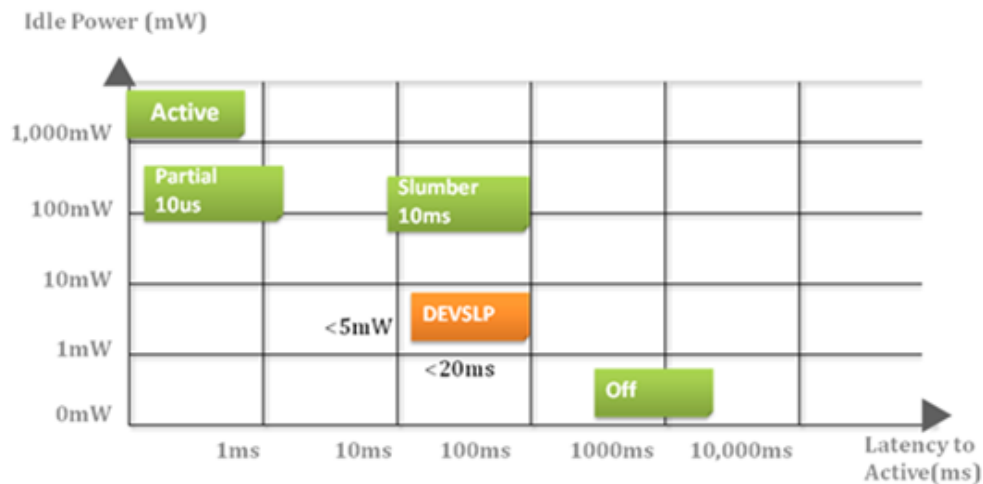 Idle Power (mW)
Active
1,000mW
Partial
10us
Slumber
10ms
100mW
10mW
DEVSLP
<5mW
1mW
<20ms
Off
0mW
1ms
10ms
100ms
1000ms
10,000ms
Latency to
Active(ms)